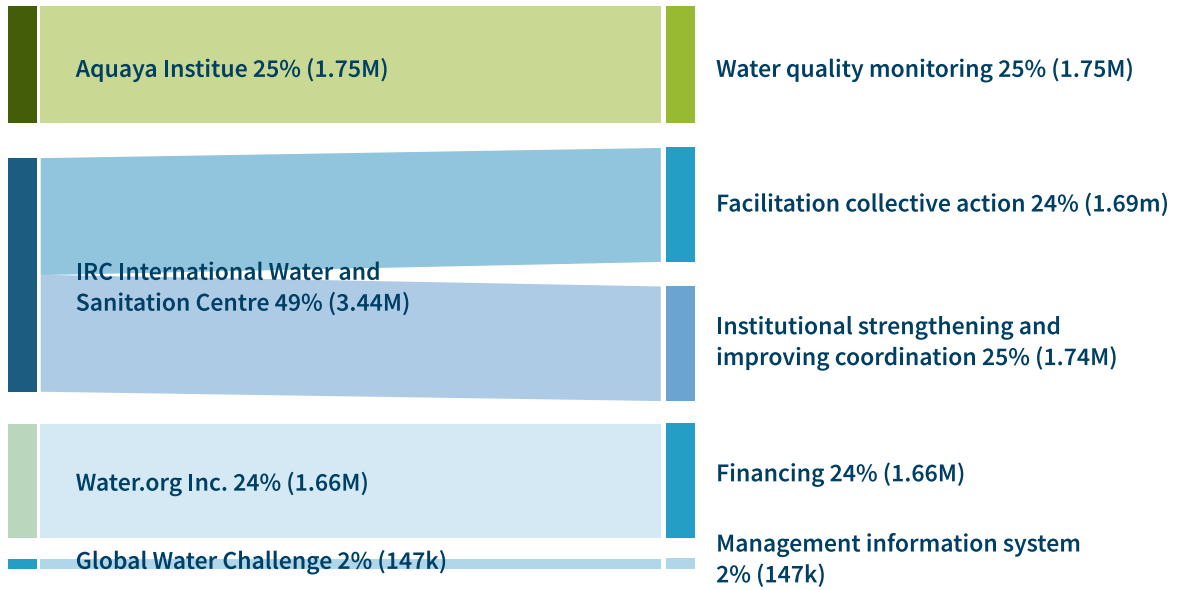 Aquaya Institue 25% (1.75M)
Water quality monitoring 25% (1.75M)
Facilitation collective action 24% (1.69m)
IRC International Water and
Sanitation Centre 49% (3.44M)
Institutional strengthening and
improving coordination 25% (1.74M)
Water.org Inc. 24% (1.66M)
Financing 24% (1.66M)
Global Water Challenge 2% (147k)
Management information system
2% (147k)